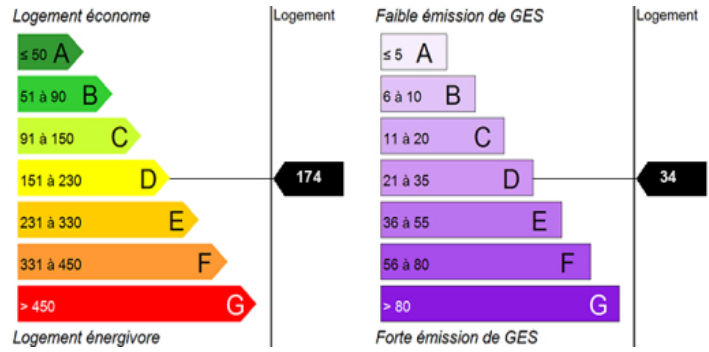 Logement économe
Logement
≤ 50 A
51 à 90 B
91 à 150 C
151 à 230 D
174
231 à 330 E
331 à 450 F
> 450 G
Logement énergivore
Faible émission de GES
Logement
≤ 5 A
6 à 10 B
11 à 20 C
21 à 35 D
34
36 à 55 E
56 à 80 F
> 80 G
Forte émission de GES